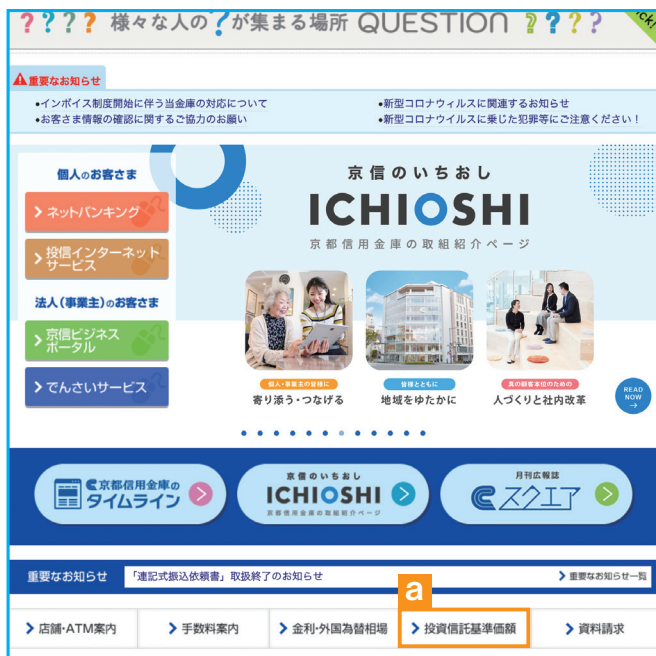 ???? 様々な人の?が集まる場所 QUESTION ????
ck!
重要なお知らせ
•インボイス制度開始に伴う当金庫の対応について
•新型コロナウィルスに関連するお知らせ
•お客さま情報の確認に関するご協力のお願い
•新型コロナウイルスに乗じた犯罪等にご注意ください！
個人のお客さま
ネットバンキング
投信インターネット
サービス
法人(事業主)のお客さま
京信ビジネス
ポータル
でんさいサービス
京信のいちおし
ICHIOSHI
京都信用金庫の取組紹介ページ
個人・事業主の皆様に
寄り添う・つなげる
皆様とともに
地域をゆたかに
真の顧客本位のための
人づくりと社内改革
READ
NOW
→
京都信用金庫の
タイムライン
京信のいちおし
ICHIOSHI
京都信用金庫の取組紹介ページ
月刊広報誌
スクエア
重要なお知らせ
「連記式振込依頼書」取扱終了のお知らせ
重要なお知らせ一覧
a
店舗・ATM案内
手数料案内
金利・外国為替相場
投資信託基準価額
資料請求